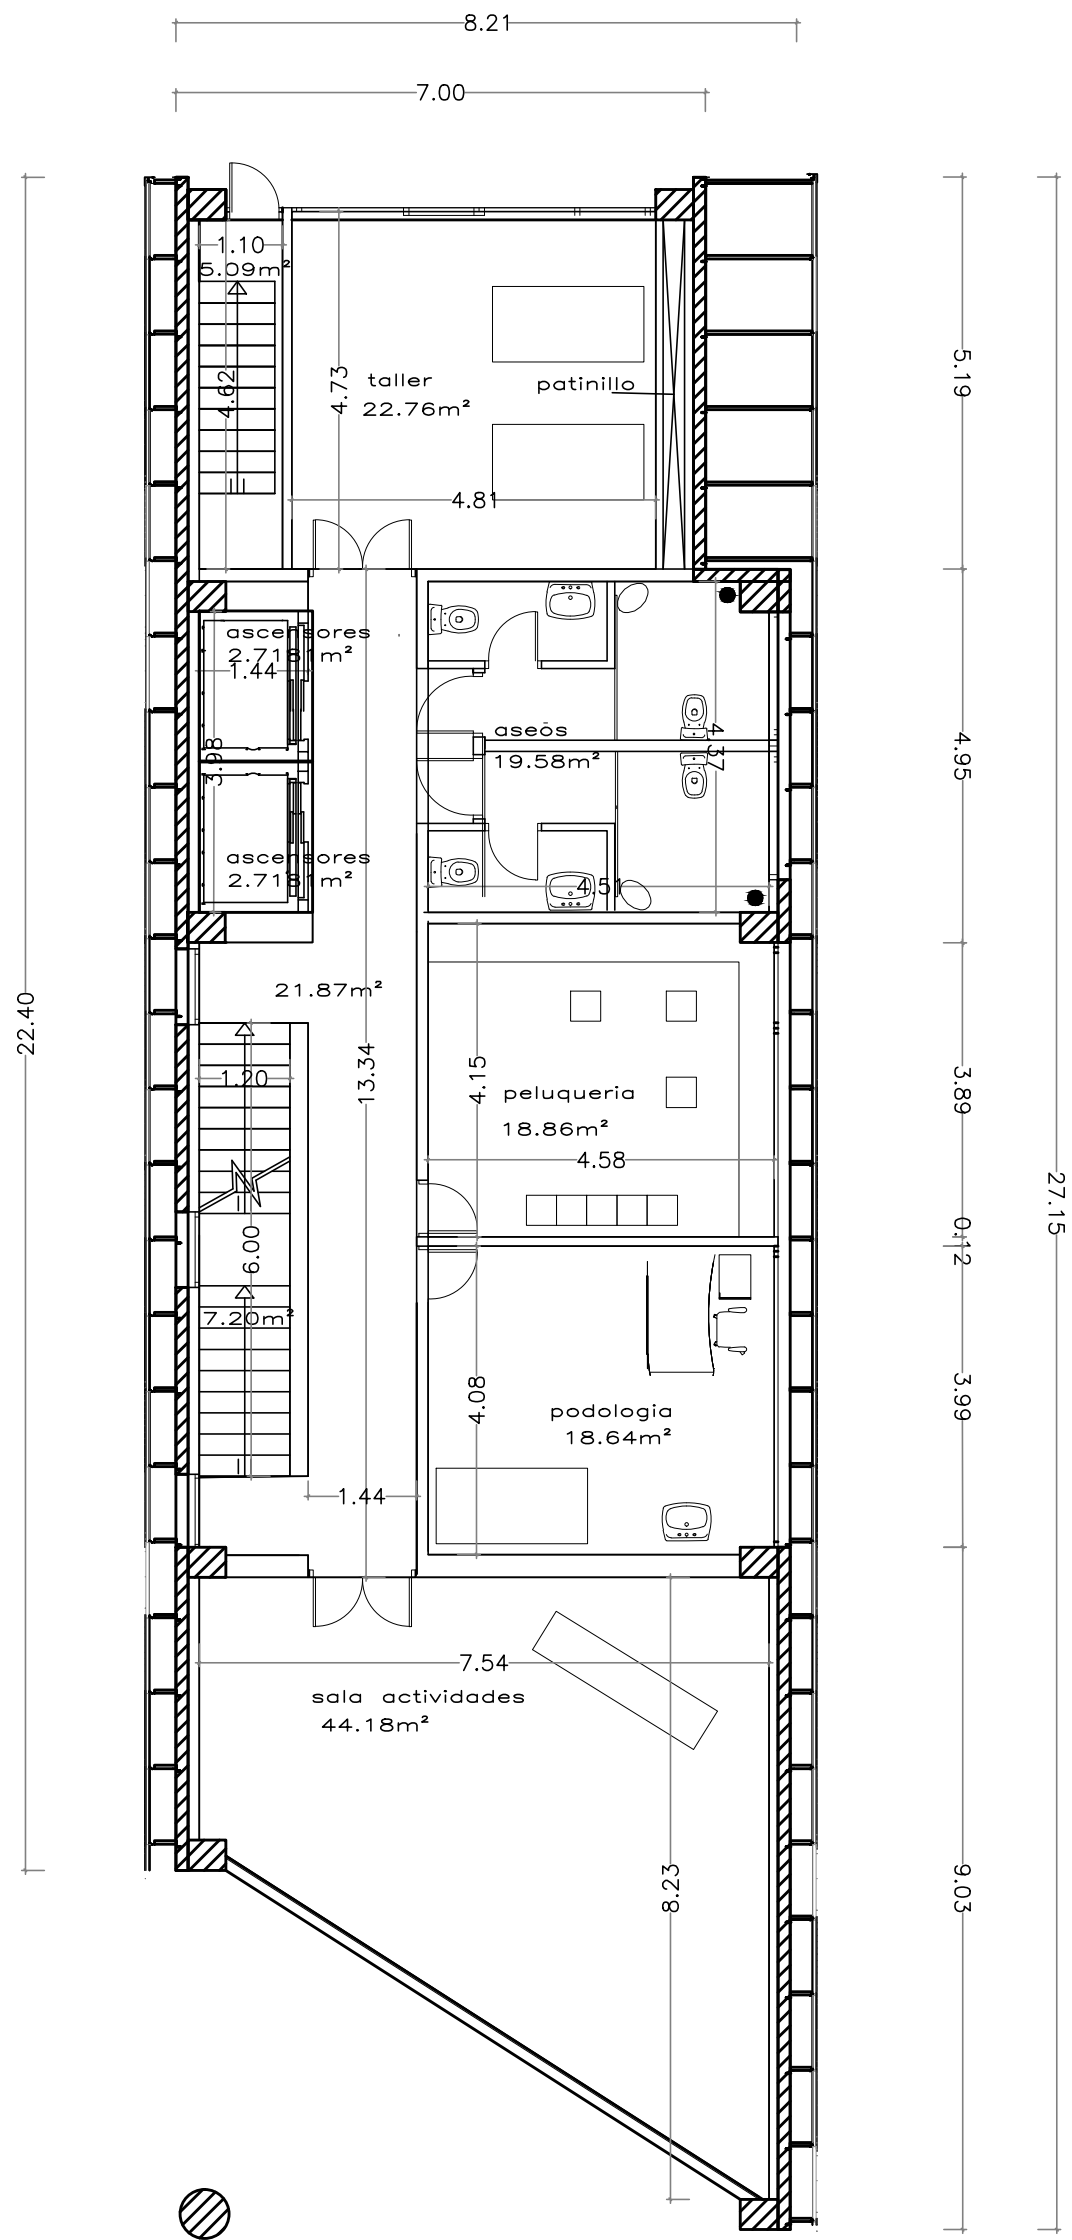 8.21
7.00
1.10
5.09m²
5.19
4.62
4.73
taller
22.76m²
patinillo
4.81
ascensores
2.7181m²
1.44
3.98
aseos
19.58m²
4.37
4.95
ascensores
2.7181m²
4.51
21.87m²
22.40
13.34
4.15
1.20
peluqueria
18.86m²
3.89
4.58
27.15
6.00
0.12
7.20m²
4.08
podologia
18.64m²
3.99
1.44
7.54
sala actividades
44.18m²
8.23
9.03